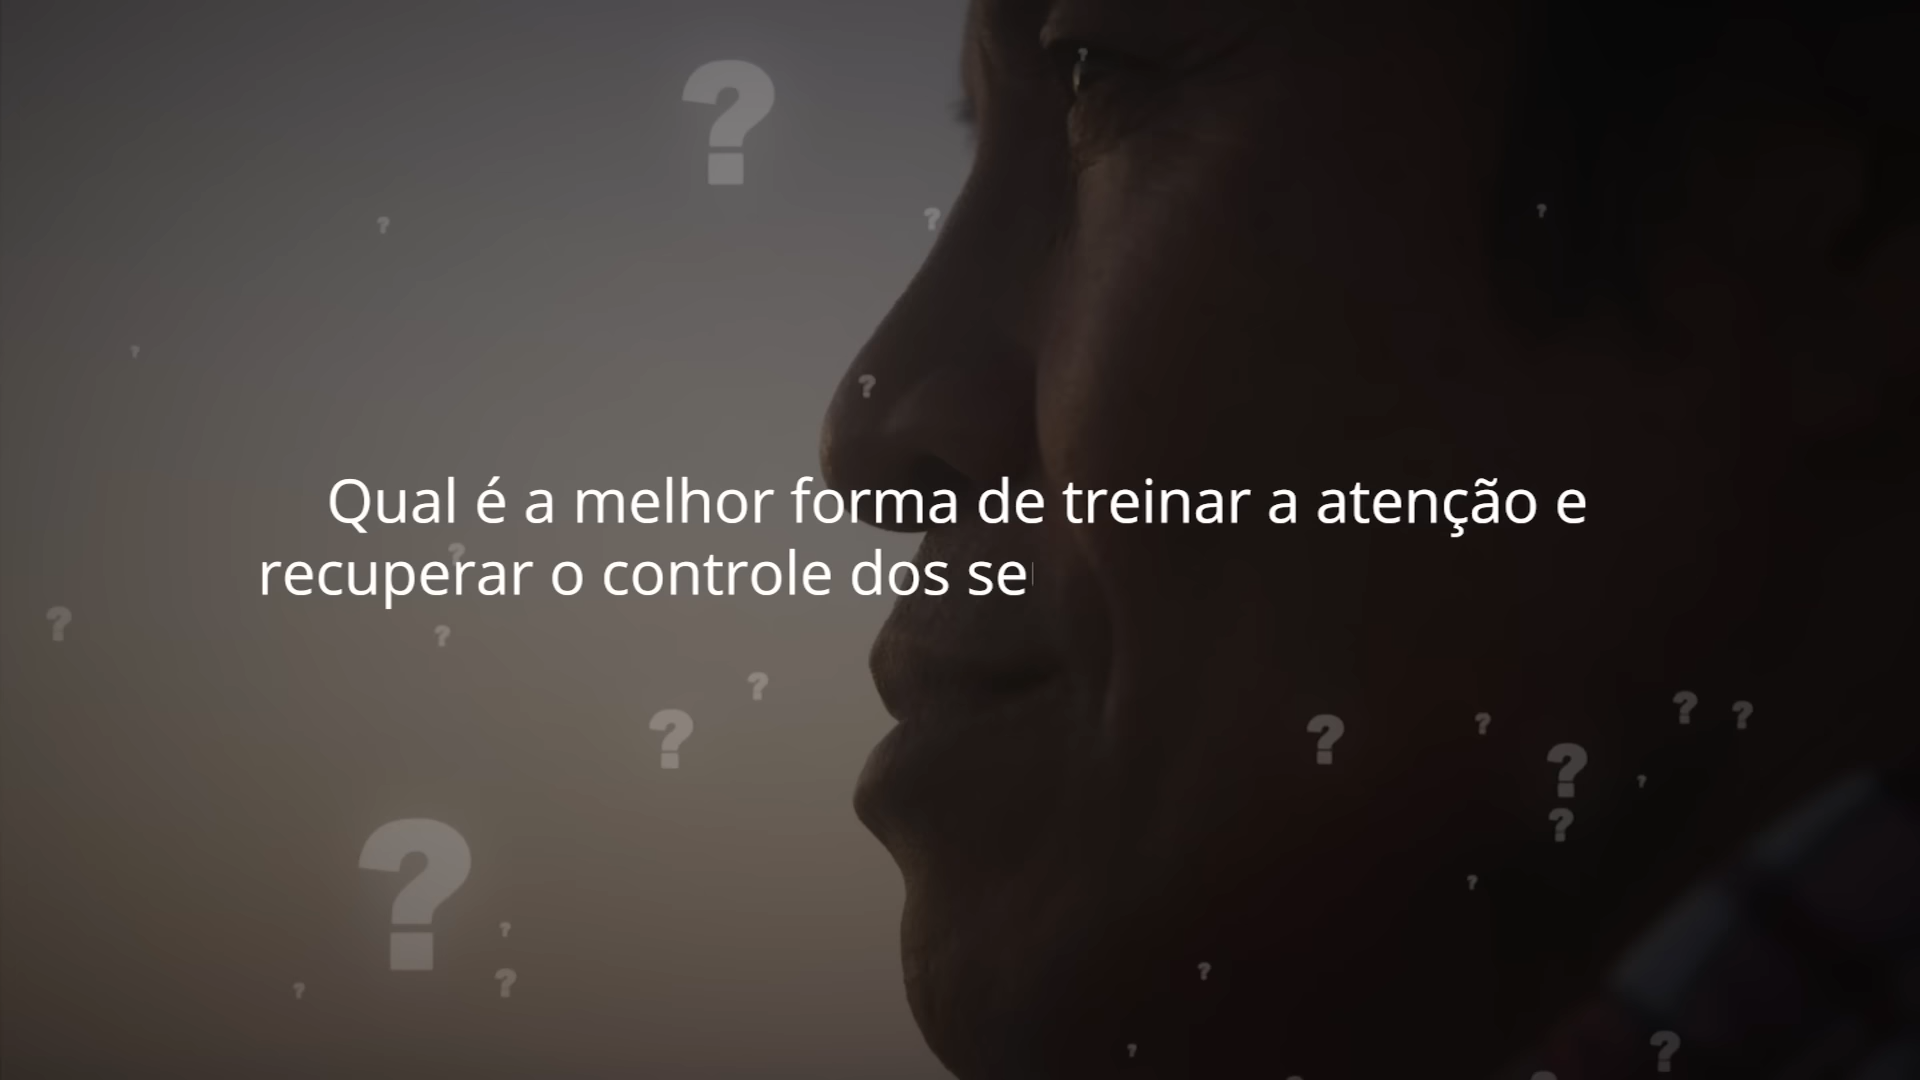 Qual é a melhor forma de treinar a atenção e
recuperar o controle dos se